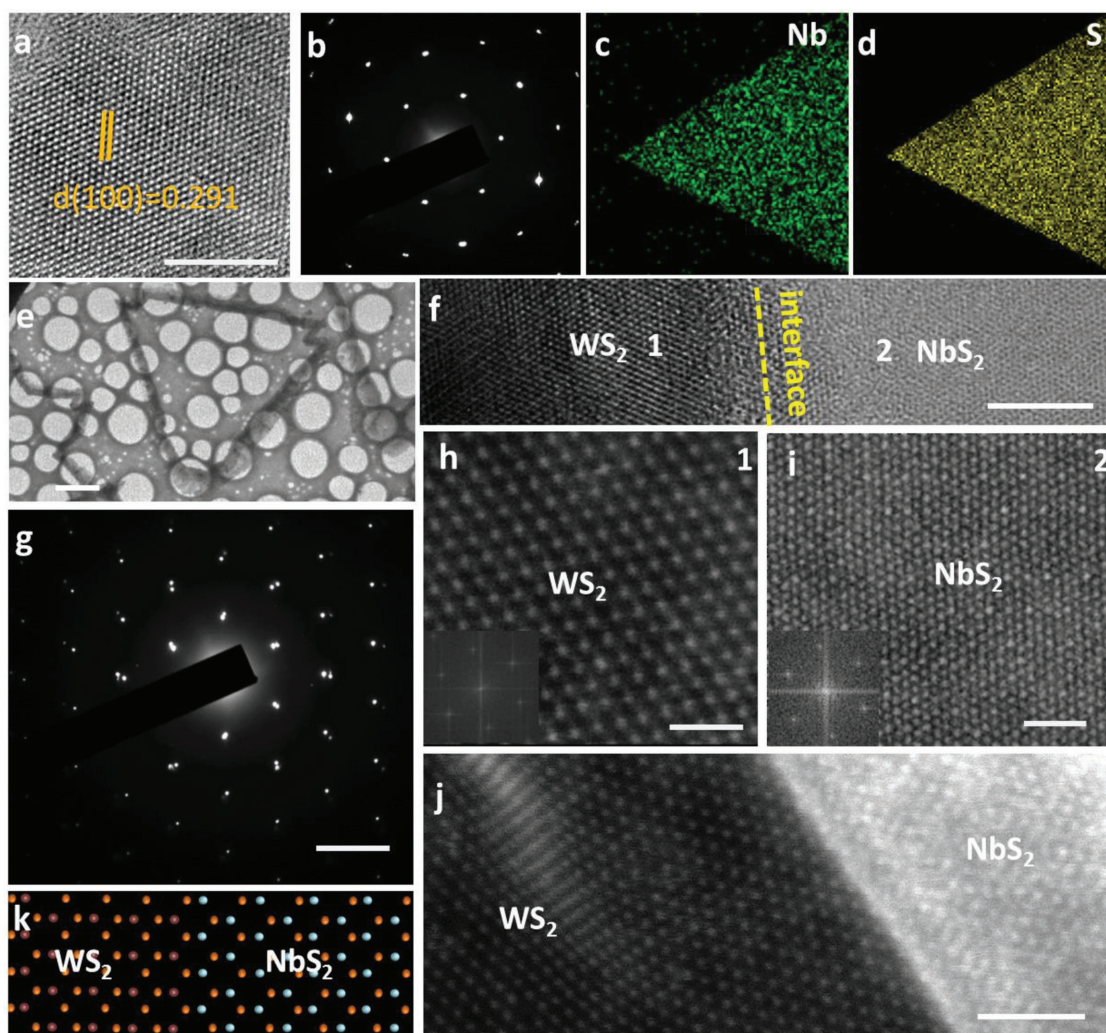 a
d(100)=0.291
b
c
Nb
d
S
e
f
WS₂ 1
interface
2 NbS₂
g
h
1
WS₂
i
2
NbS₂
j
WS₂
NbS₂
k
WS₂
NbS₂